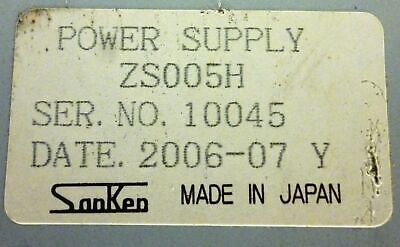 POWER SUPPLY
ZS005H
SER. NO. 10045
DATE. 2006-07 Y
SanKen MADE IN JAPAN